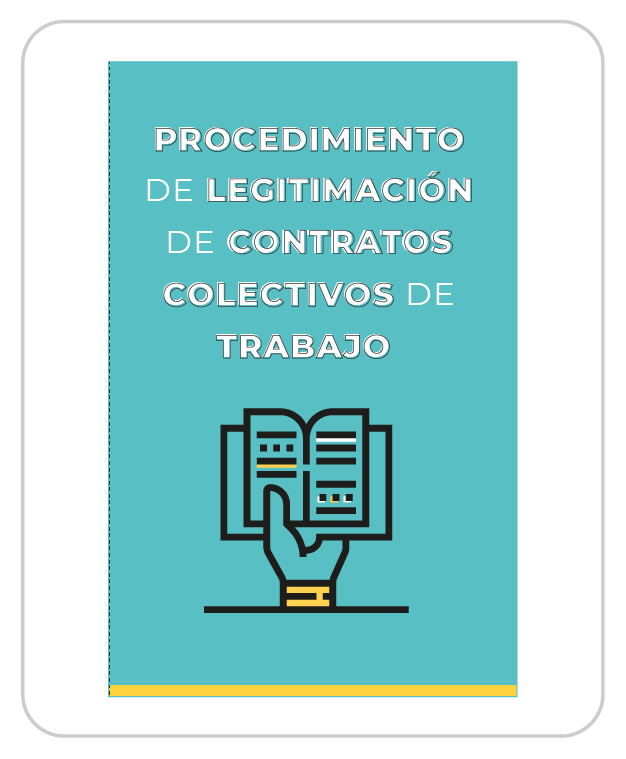 PROCEDIMIENTO
DE LEGITIMACIÓN
DE CONTRATOS
COLECTIVOS DE
TRABAJO